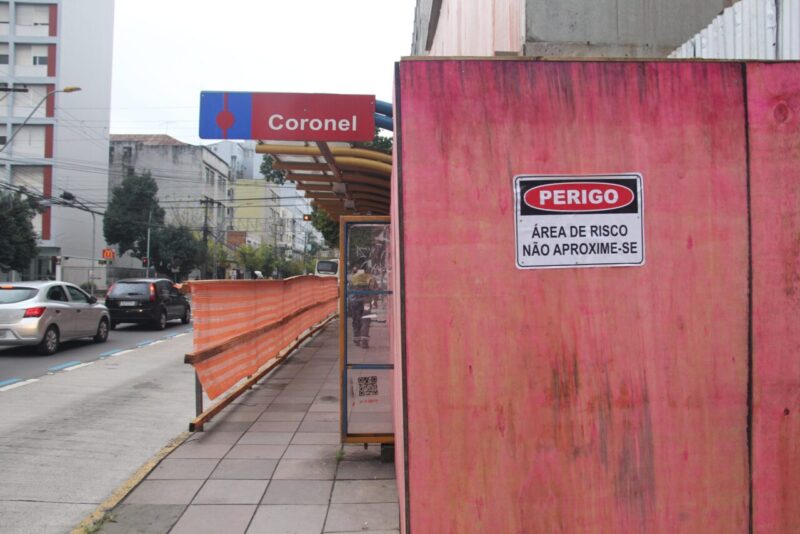 Coronel
PERIGO
ÁREA DE RISCO
NÃO APROXIME-SE